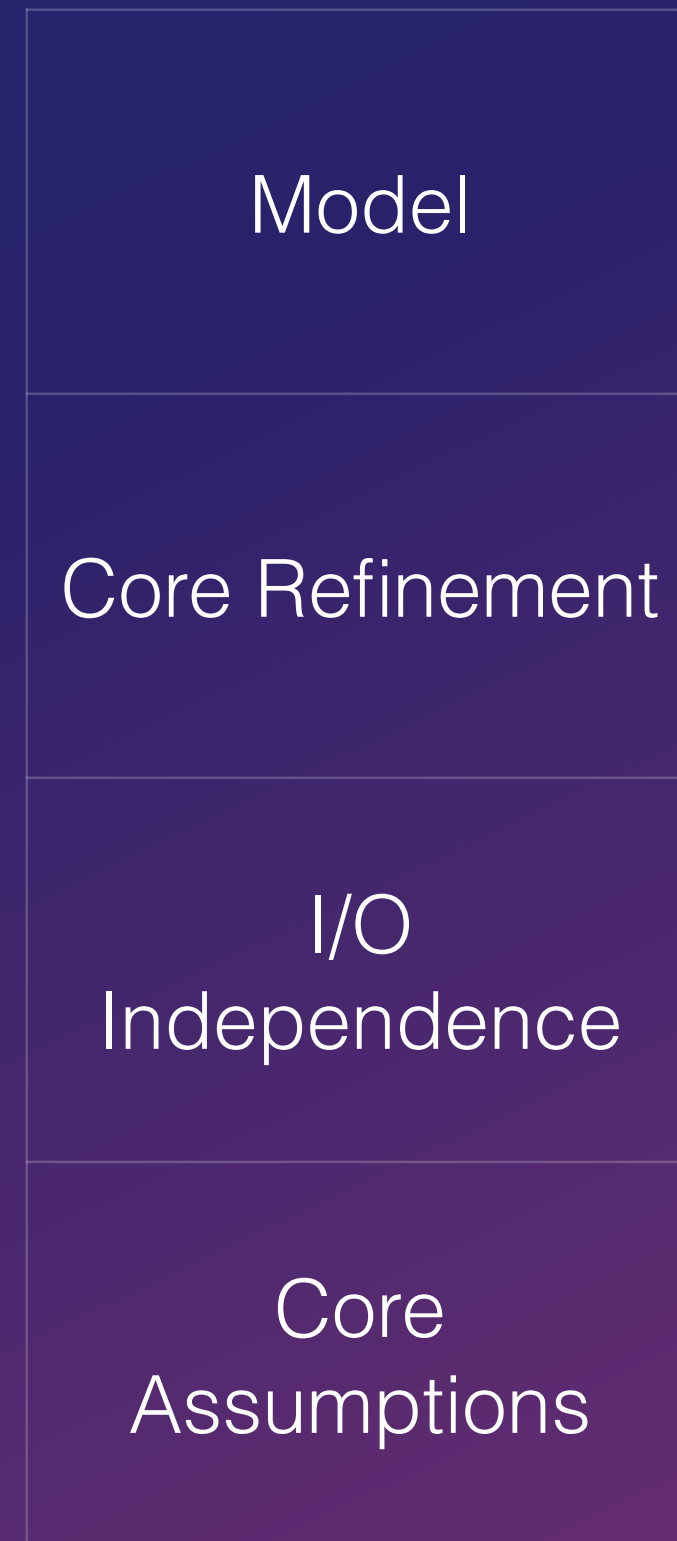 Model
Core Refinement
I/O
Independence
Core
Assumptions